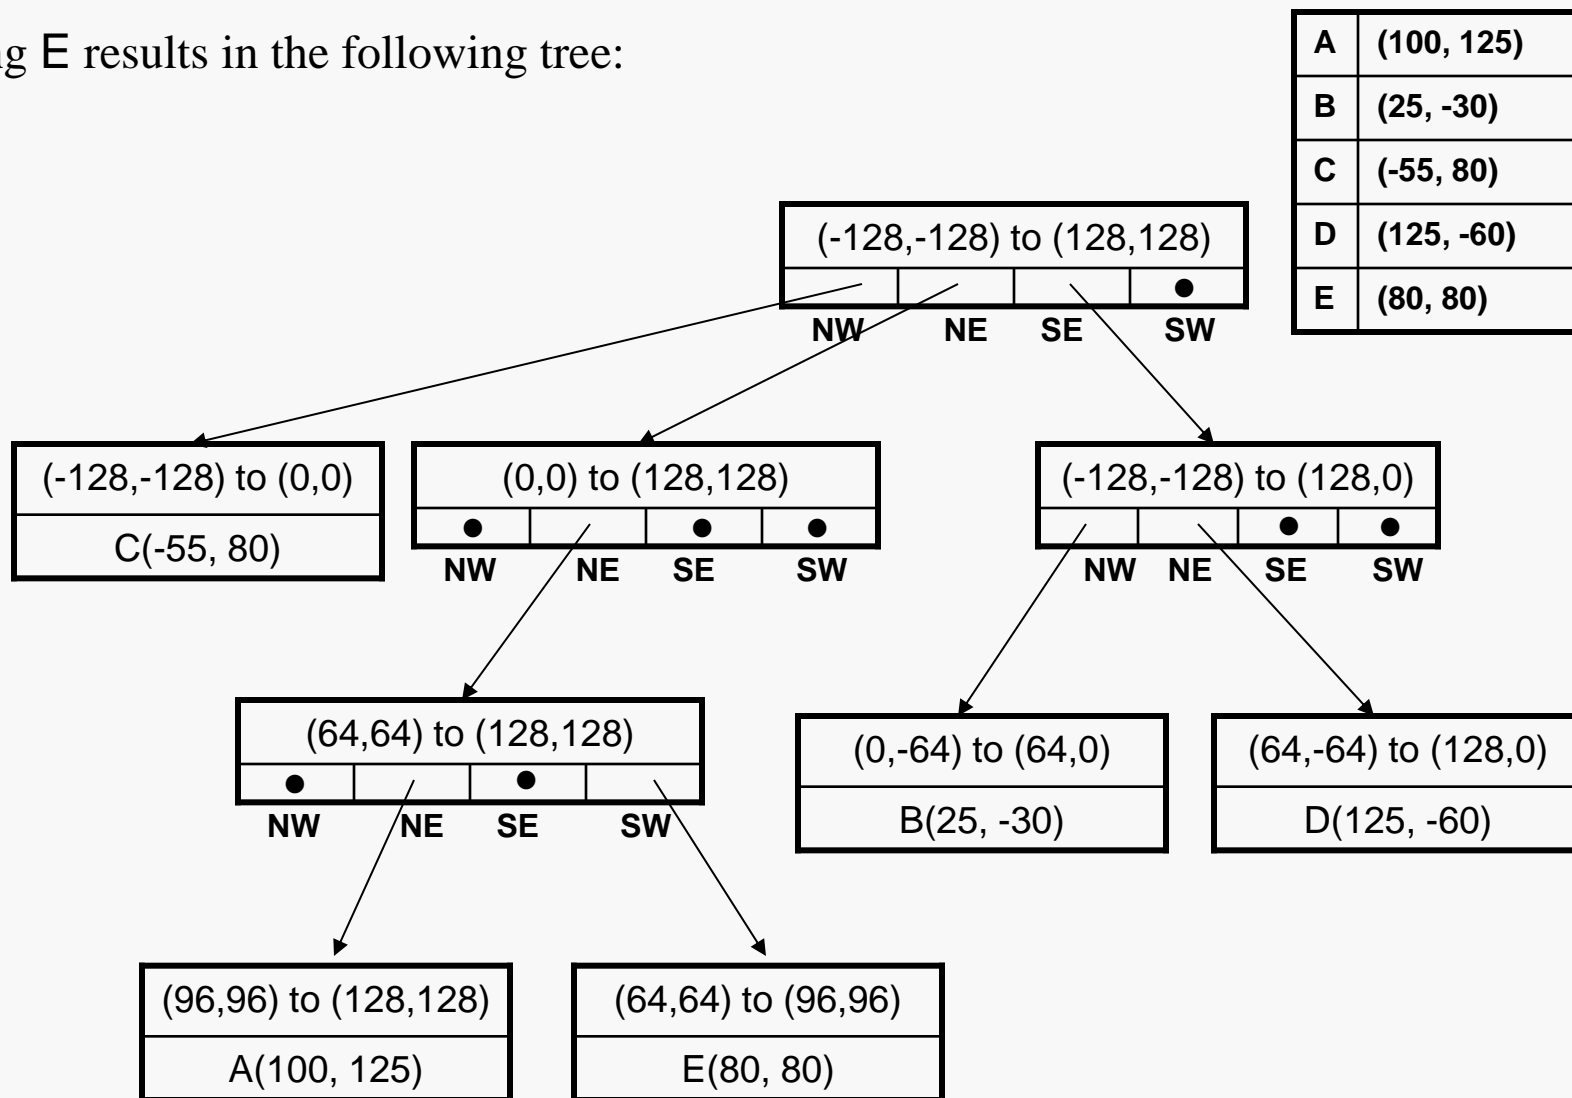 ng E results in the following tree:
A (100, 125)
B (25, -30)
C (-55, 80)
D (125, -60)
E (80, 80)
(-128,-128) to (128,128)
NW NE SE SW
(-128,-128) to (0,0)
C(-55, 80)
(0,0) to (128,128)
NW NE SE SW
(-128,-128) to (128,0)
NW NE SE SW
(64,64) to (128,128)
NW NE SE SW
(0,-64) to (64,0)
B(25, -30)
(64,-64) to (128,0)
D(125, -60)
(96,96) to (128,128)
A(100, 125)
(64,64) to (96,96)
E(80, 80)